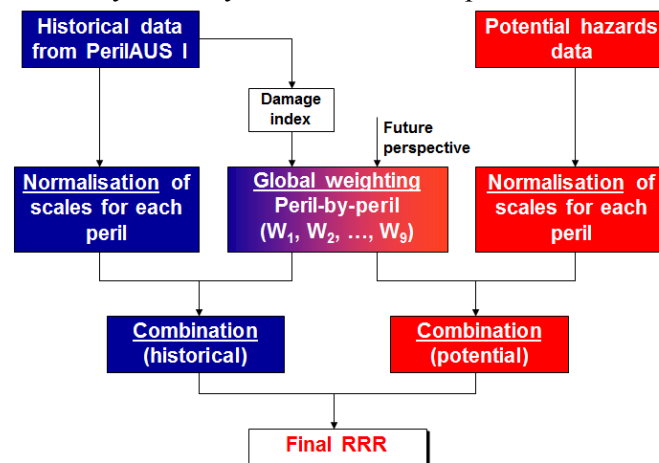 Historical data
from PerilAUS I
Potential hazards
data
Damage
index
Future
perspective
Normalisation of
scales for each
peril
Global weighting
Peril-by-peril
(W1, W2, …, W9)
Normalisation of
scales for each
peril
Combination
(historical)
Combination
(potential)
Final RRR